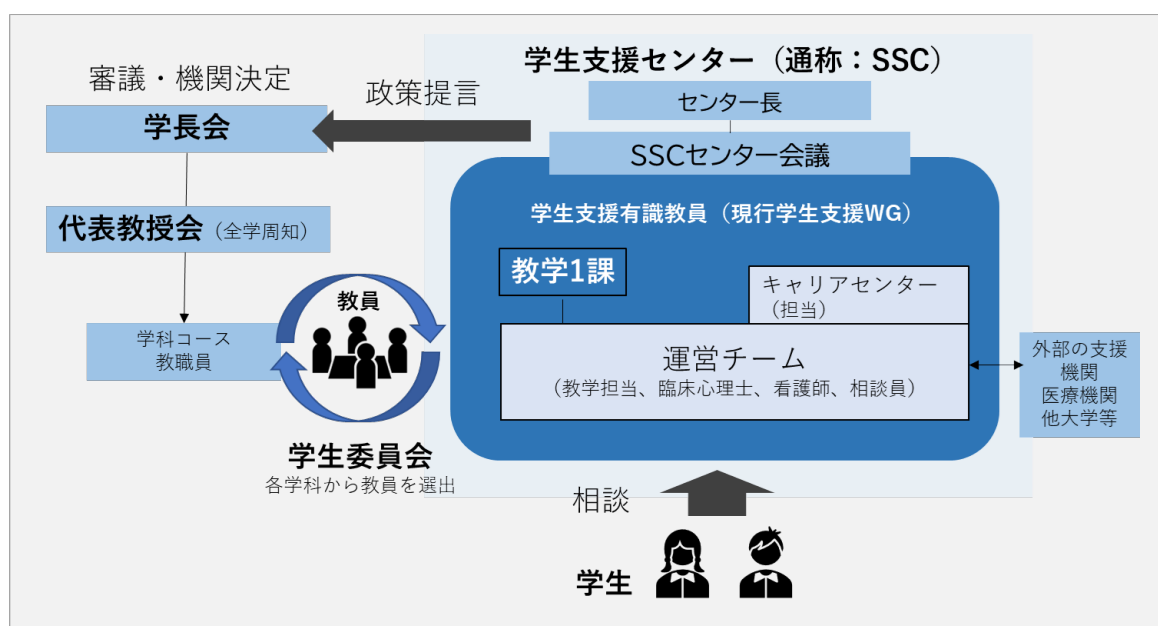 学生支援センター（通称：SSC）
審議・機関決定
政策提言
センター長
学長会
SSCセンター会議
学生支援有識教員（現行学生支援WG）
代表教授会（全学周知）
教学1課
キャリアセンター
（担当）
教員
学科コース
教職員
運営チーム
（教学担当、臨床心理士、看護師、相談員）
外部の支援
機関
医療機関
他大学等
学生委員会
各学科から教員を選出
相談
学生